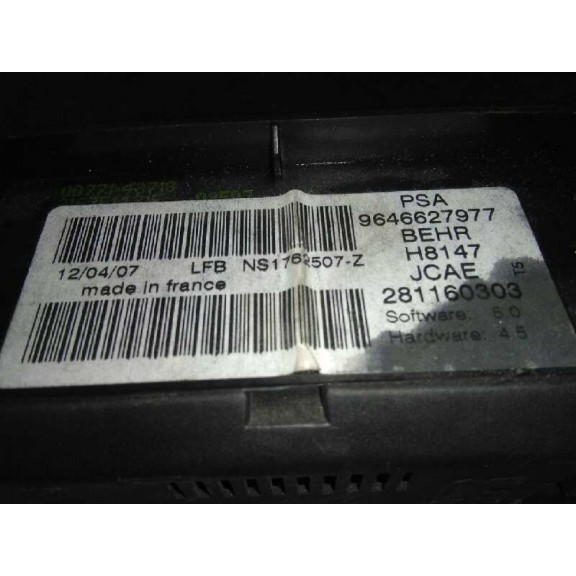 PSA
9646627977
BEHR
H8147
JCAE
T5
281160303
Software: 6.0
Hardware: 4.5
12/04/07 LFB
made in france